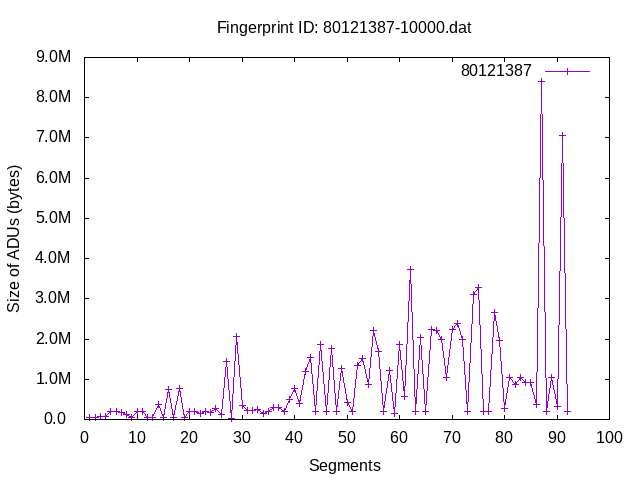 Fingerprint ID: 80121387-10000.dat
80121387
9.0M
8.0M
7.0M
6.0M
5.0M
4.0M
3.0M
2.0M
1.0M
0.0
Size of ADUs (bytes)
0 10 20 30 40 50 60 70 80 90 100
Segments